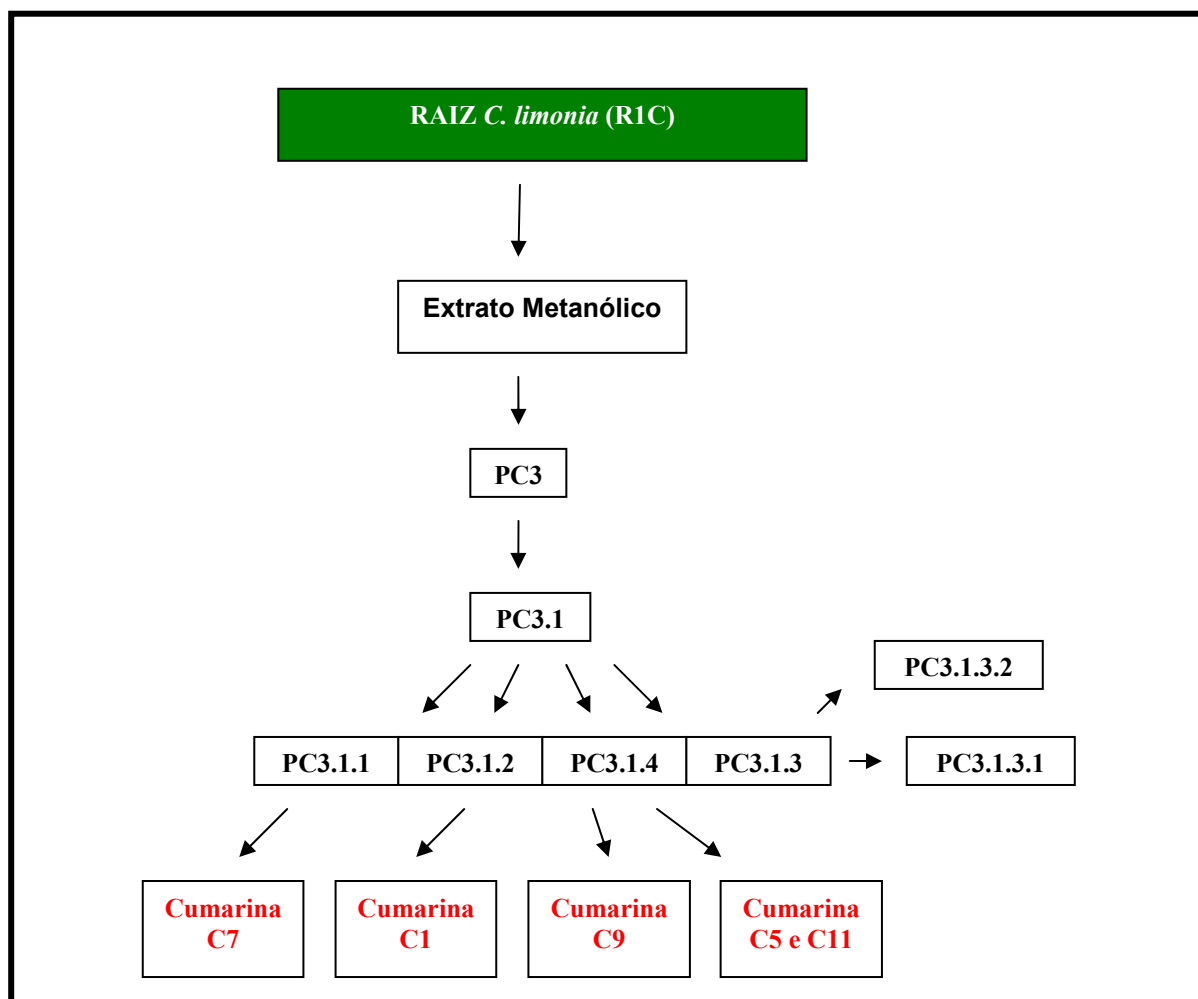 RAIZ C. limonia (R1C)
Extrato Metanólico
PC3
PC3.1
PC3.1.3.2
PC3.1.1 PC3.1.2 PC3.1.4 PC3.1.3 PC3.1.3.1
Cumarina
C7
Cumarina
C1
Cumarina
C9
Cumarina
C5 e C11